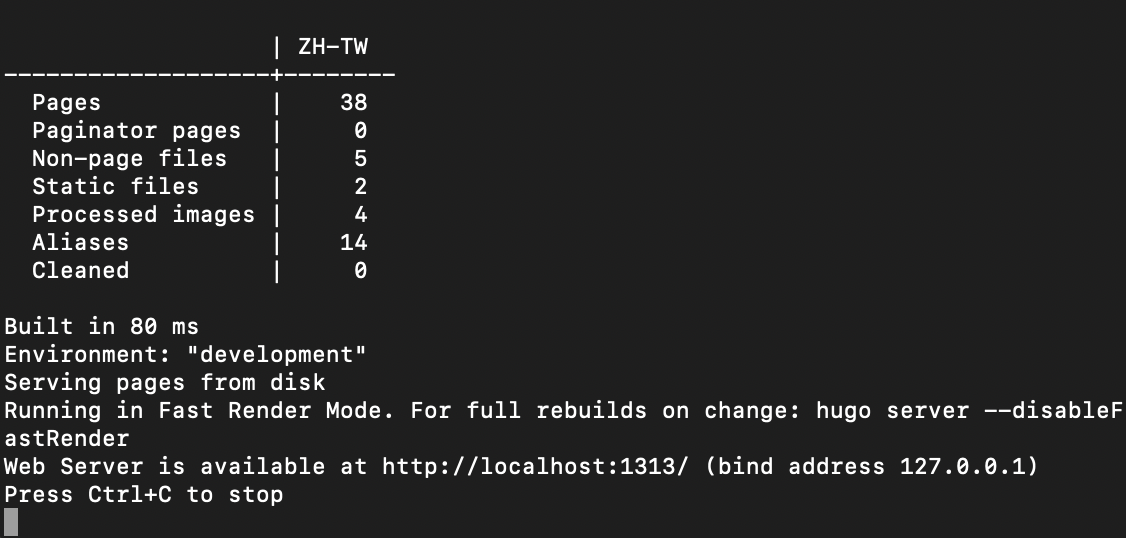 | ZH-TW
-------------------+--------
  Pages            |    38
  Paginator pages  |     0
  Non-page files   |     5
  Static files     |     2
  Processed images |     4
  Aliases          |    14
  Cleaned          |     0
Built in 80 ms
Environment: "development"
Serving pages from disk
Running in Fast Render Mode. For full rebuilds on change: hugo server --disableF
astRender
Web Server is available at http://localhost:1313/ (bind address 127.0.0.1)
Press Ctrl+C to stop